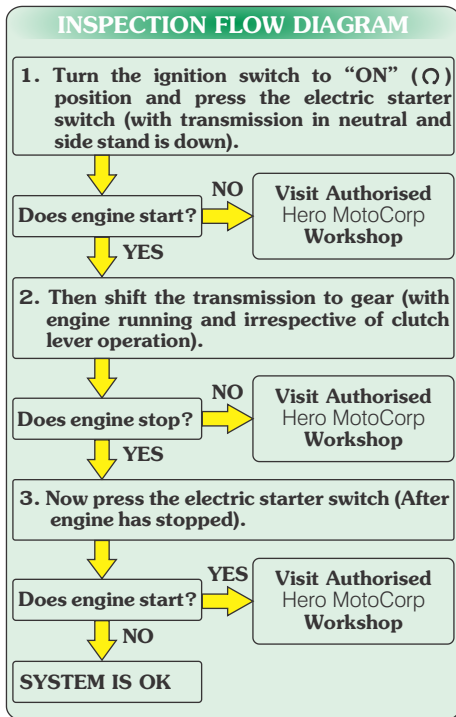 INSPECTION FLOW DIAGRAM
1. Turn the ignition switch to “ON” (Ω)
position and press the electric starter
switch (with transmission in neutral and
side stand is down).
NO
Does engine start?
Visit Authorised
Hero MotoCorp
Workshop
YES
2. Then shift the transmission to gear (with
engine running and irrespective of clutch
lever operation).
NO
Does engine stop?
Visit Authorised
Hero MotoCorp
Workshop
YES
3. Now press the electric starter switch (After
engine has stopped).
YES
Does engine start?
Visit Authorised
Hero MotoCorp
Workshop
NO
SYSTEM IS OK